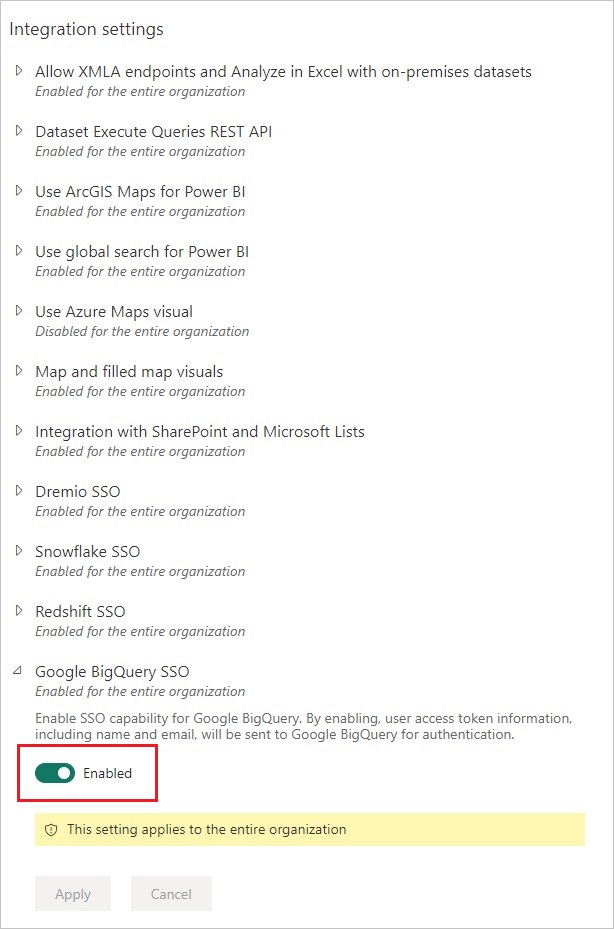 Integration settings
Allow XMLA endpoints and Analyze in Excel with on-premises datasets
Enabled for the entire organization
Dataset Execute Queries REST API
Enabled for the entire organization
Use ArcGIS Maps for Power BI
Enabled for the entire organization
Use global search for Power BI
Enabled for the entire organization
Use Azure Maps visual
Disabled for the entire organization
Map and filled map visuals
Enabled for the entire organization
Integration with SharePoint and Microsoft Lists
Enabled for the entire organization
Dremio SSO
Enabled for the entire organization
Snowflake SSO
Enabled for the entire organization
Redshift SSO
Enabled for the entire organization
Google BigQuery SSO
Enabled for the entire organization
Enable SSO capability for Google BigQuery. By enabling, user access token information,
including name and email, will be sent to Google BigQuery for authentication.
Enabled
This setting applies to the entire organization
Apply Cancel